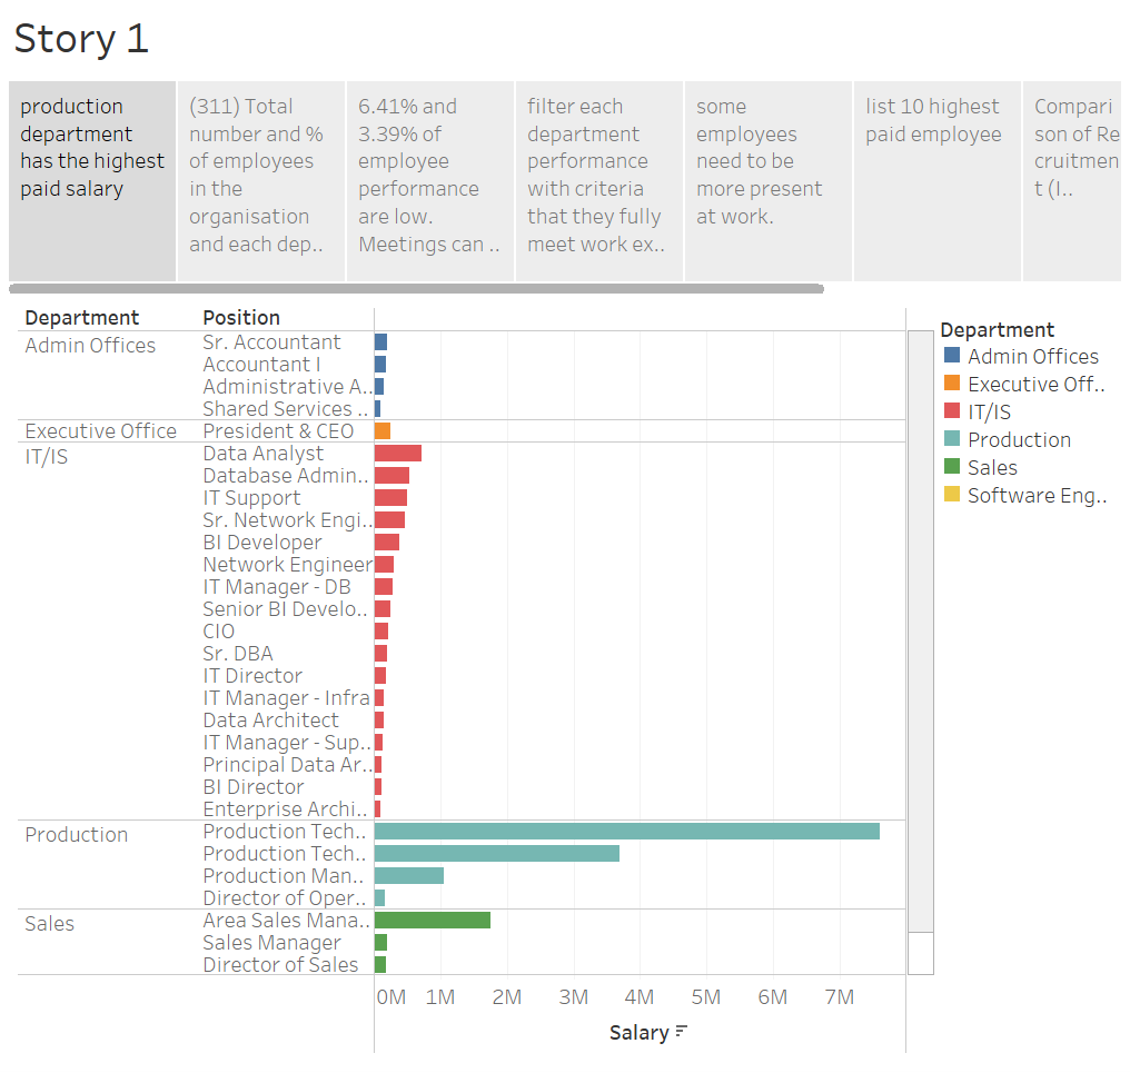 Story 1
production
department
has the highest
paid salary
(311) Total
number and %
of employees
in the
organisation
and each dep..
6.41% and
3.39% of
employee
performance
are low.
Meetings can ..
filter each
department
performance
with criteria
that they fully
meet work ex..
some
employees
need to be
more present
at work.
list 10 highest
paid employee
Compari
son of Re
cruitmen
t (I..
Department Position
Admin Offices Sr. Accountant
Accountant I
Administrative A..
Shared Services ..
Executive Office President & CEO
IT/IS Data Analyst
Database Admin..
IT Support
Sr. Network Engi..
BI Developer
Network Engineer
IT Manager - DB
Senior BI Develo..
CIO
Sr. DBA
IT Director
IT Manager - Infra
Data Architect
IT Manager - Sup..
Principal Data Ar..
BI Director
Enterprise Archi..
Production Production Tech..
Production Tech..
Production Man..
Director of Oper..
Sales Area Sales Mana..
Sales Manager
Director of Sales
0M 1M 2M 3M 4M 5M 6M 7M
Salary
Department
Admin Offices
Executive Off..
IT/IS
Production
Sales
Software Eng..